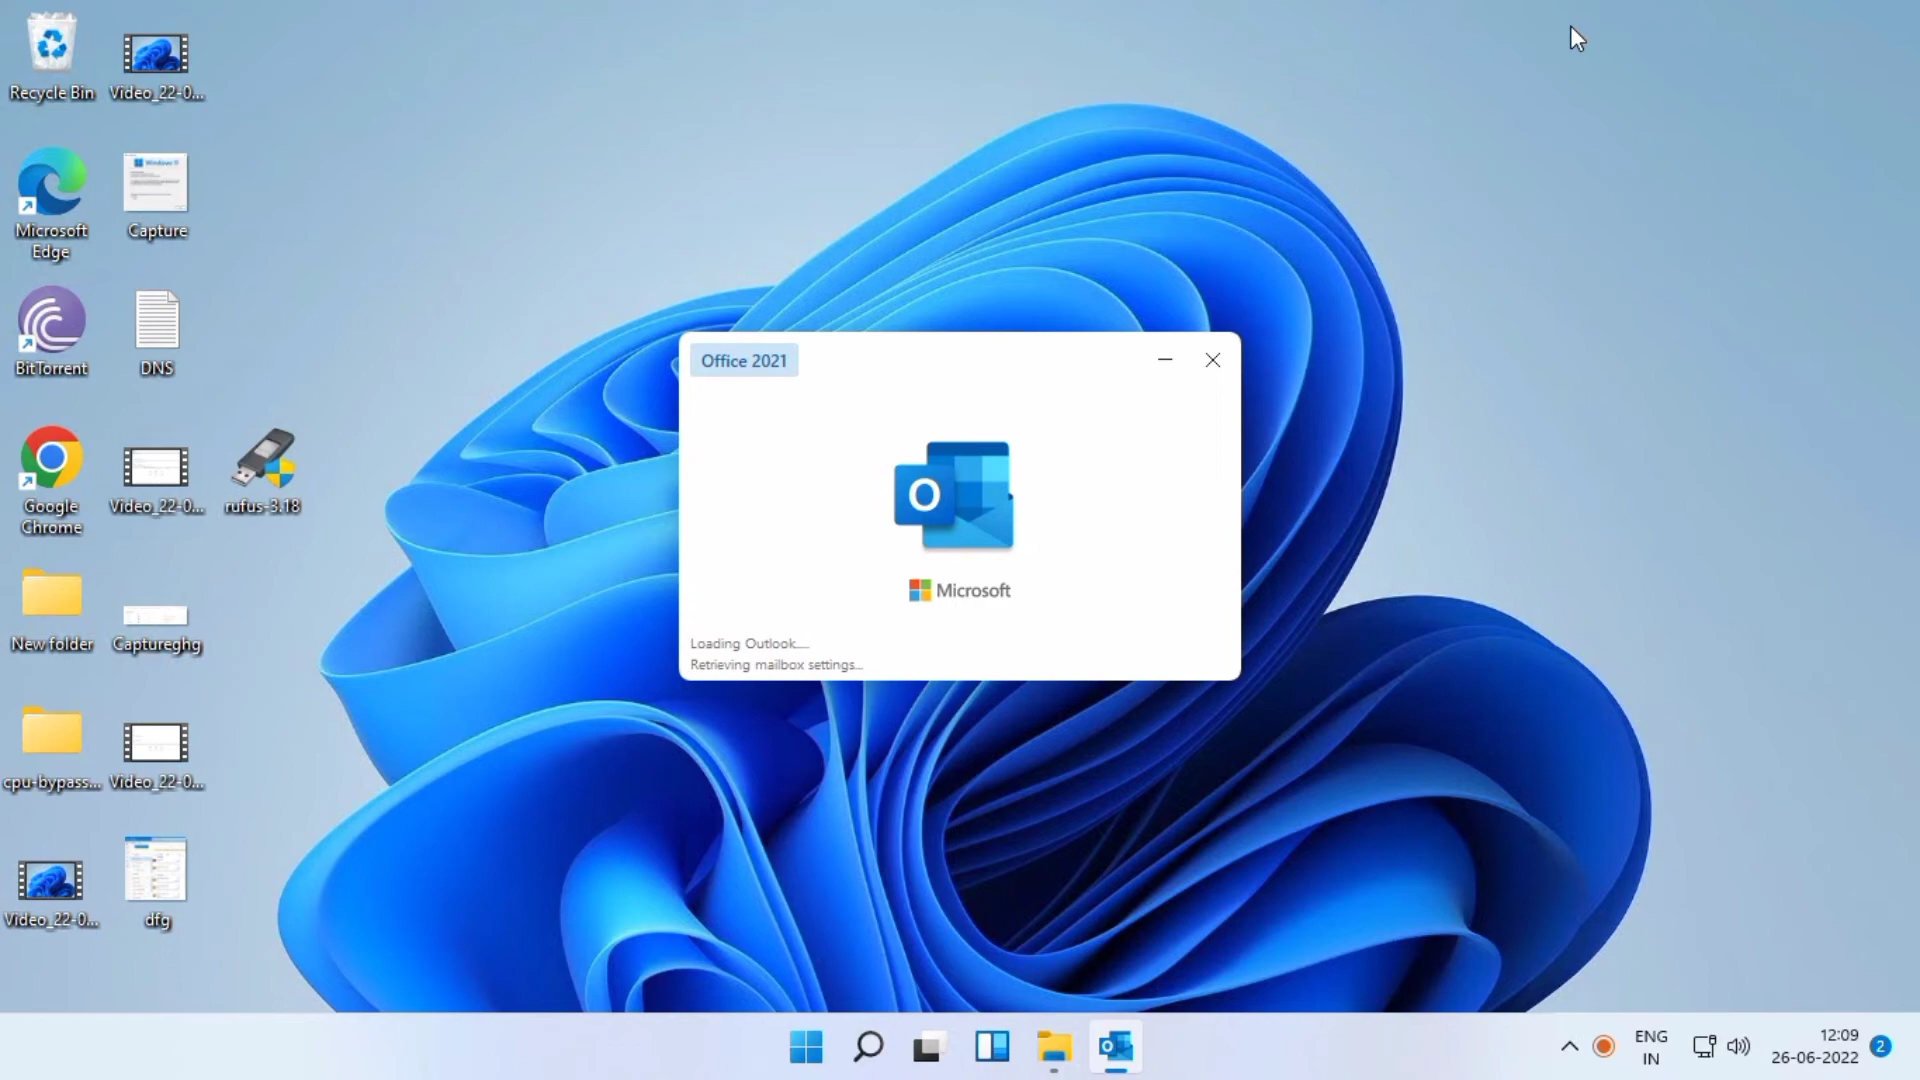 Recycle Bin
Video_22-0...
Microsoft
Edge
Capture
BitTorrent
DNS
Google
Chrome
Video_22-0...
rufus-3.18
New folder
Captureghg
cpu-bypass...
Video_22-0...
Video_22-0...
dfg
Office 2021
O
Microsoft
Loading Outlook.....
Retrieving mailbox settings...
ENG
IN
12:09
26-06-2022
2